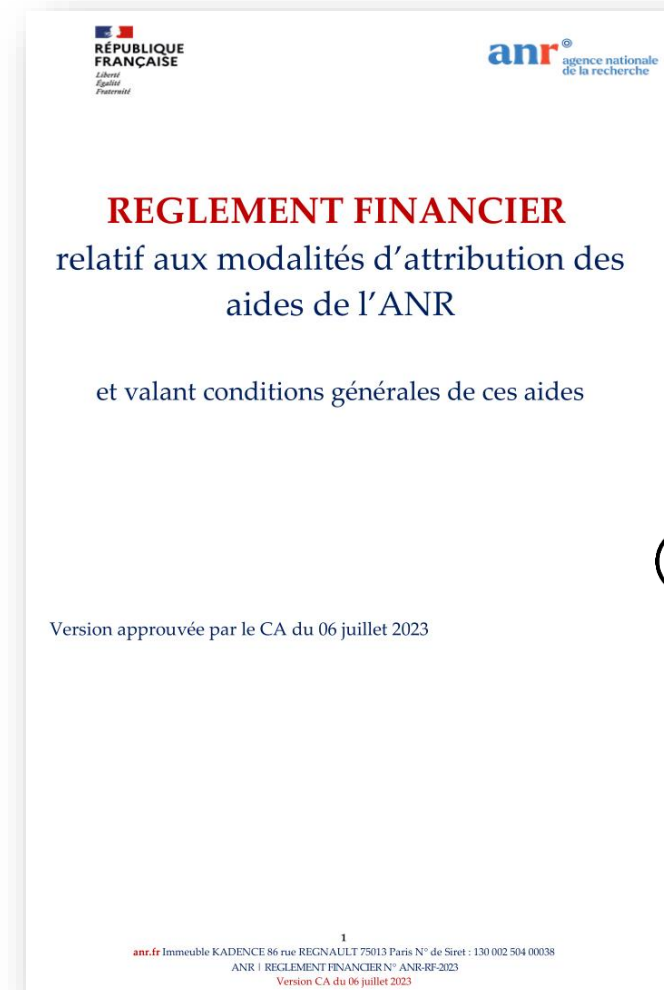 RÉPUBLIQUE
FRANÇAISE
Liberté
Égalité
Fraternité
anr©
agence nationale
de la recherche
REGLEMENT FINANCIER
relatif aux modalités d'attribution des
aides de l'ANR
et valant conditions générales de ces aides
Version approuvée par le CA du 06 juillet 2023
1
anr.fr Immeuble KADENCE 86 rue REGNAULT 75013 Paris N° de Siret : 130 002 504 00038
ANR | REGLEMENT FINANCIER N° ANR-RF-2023
Version CA du 06 juillet 2023